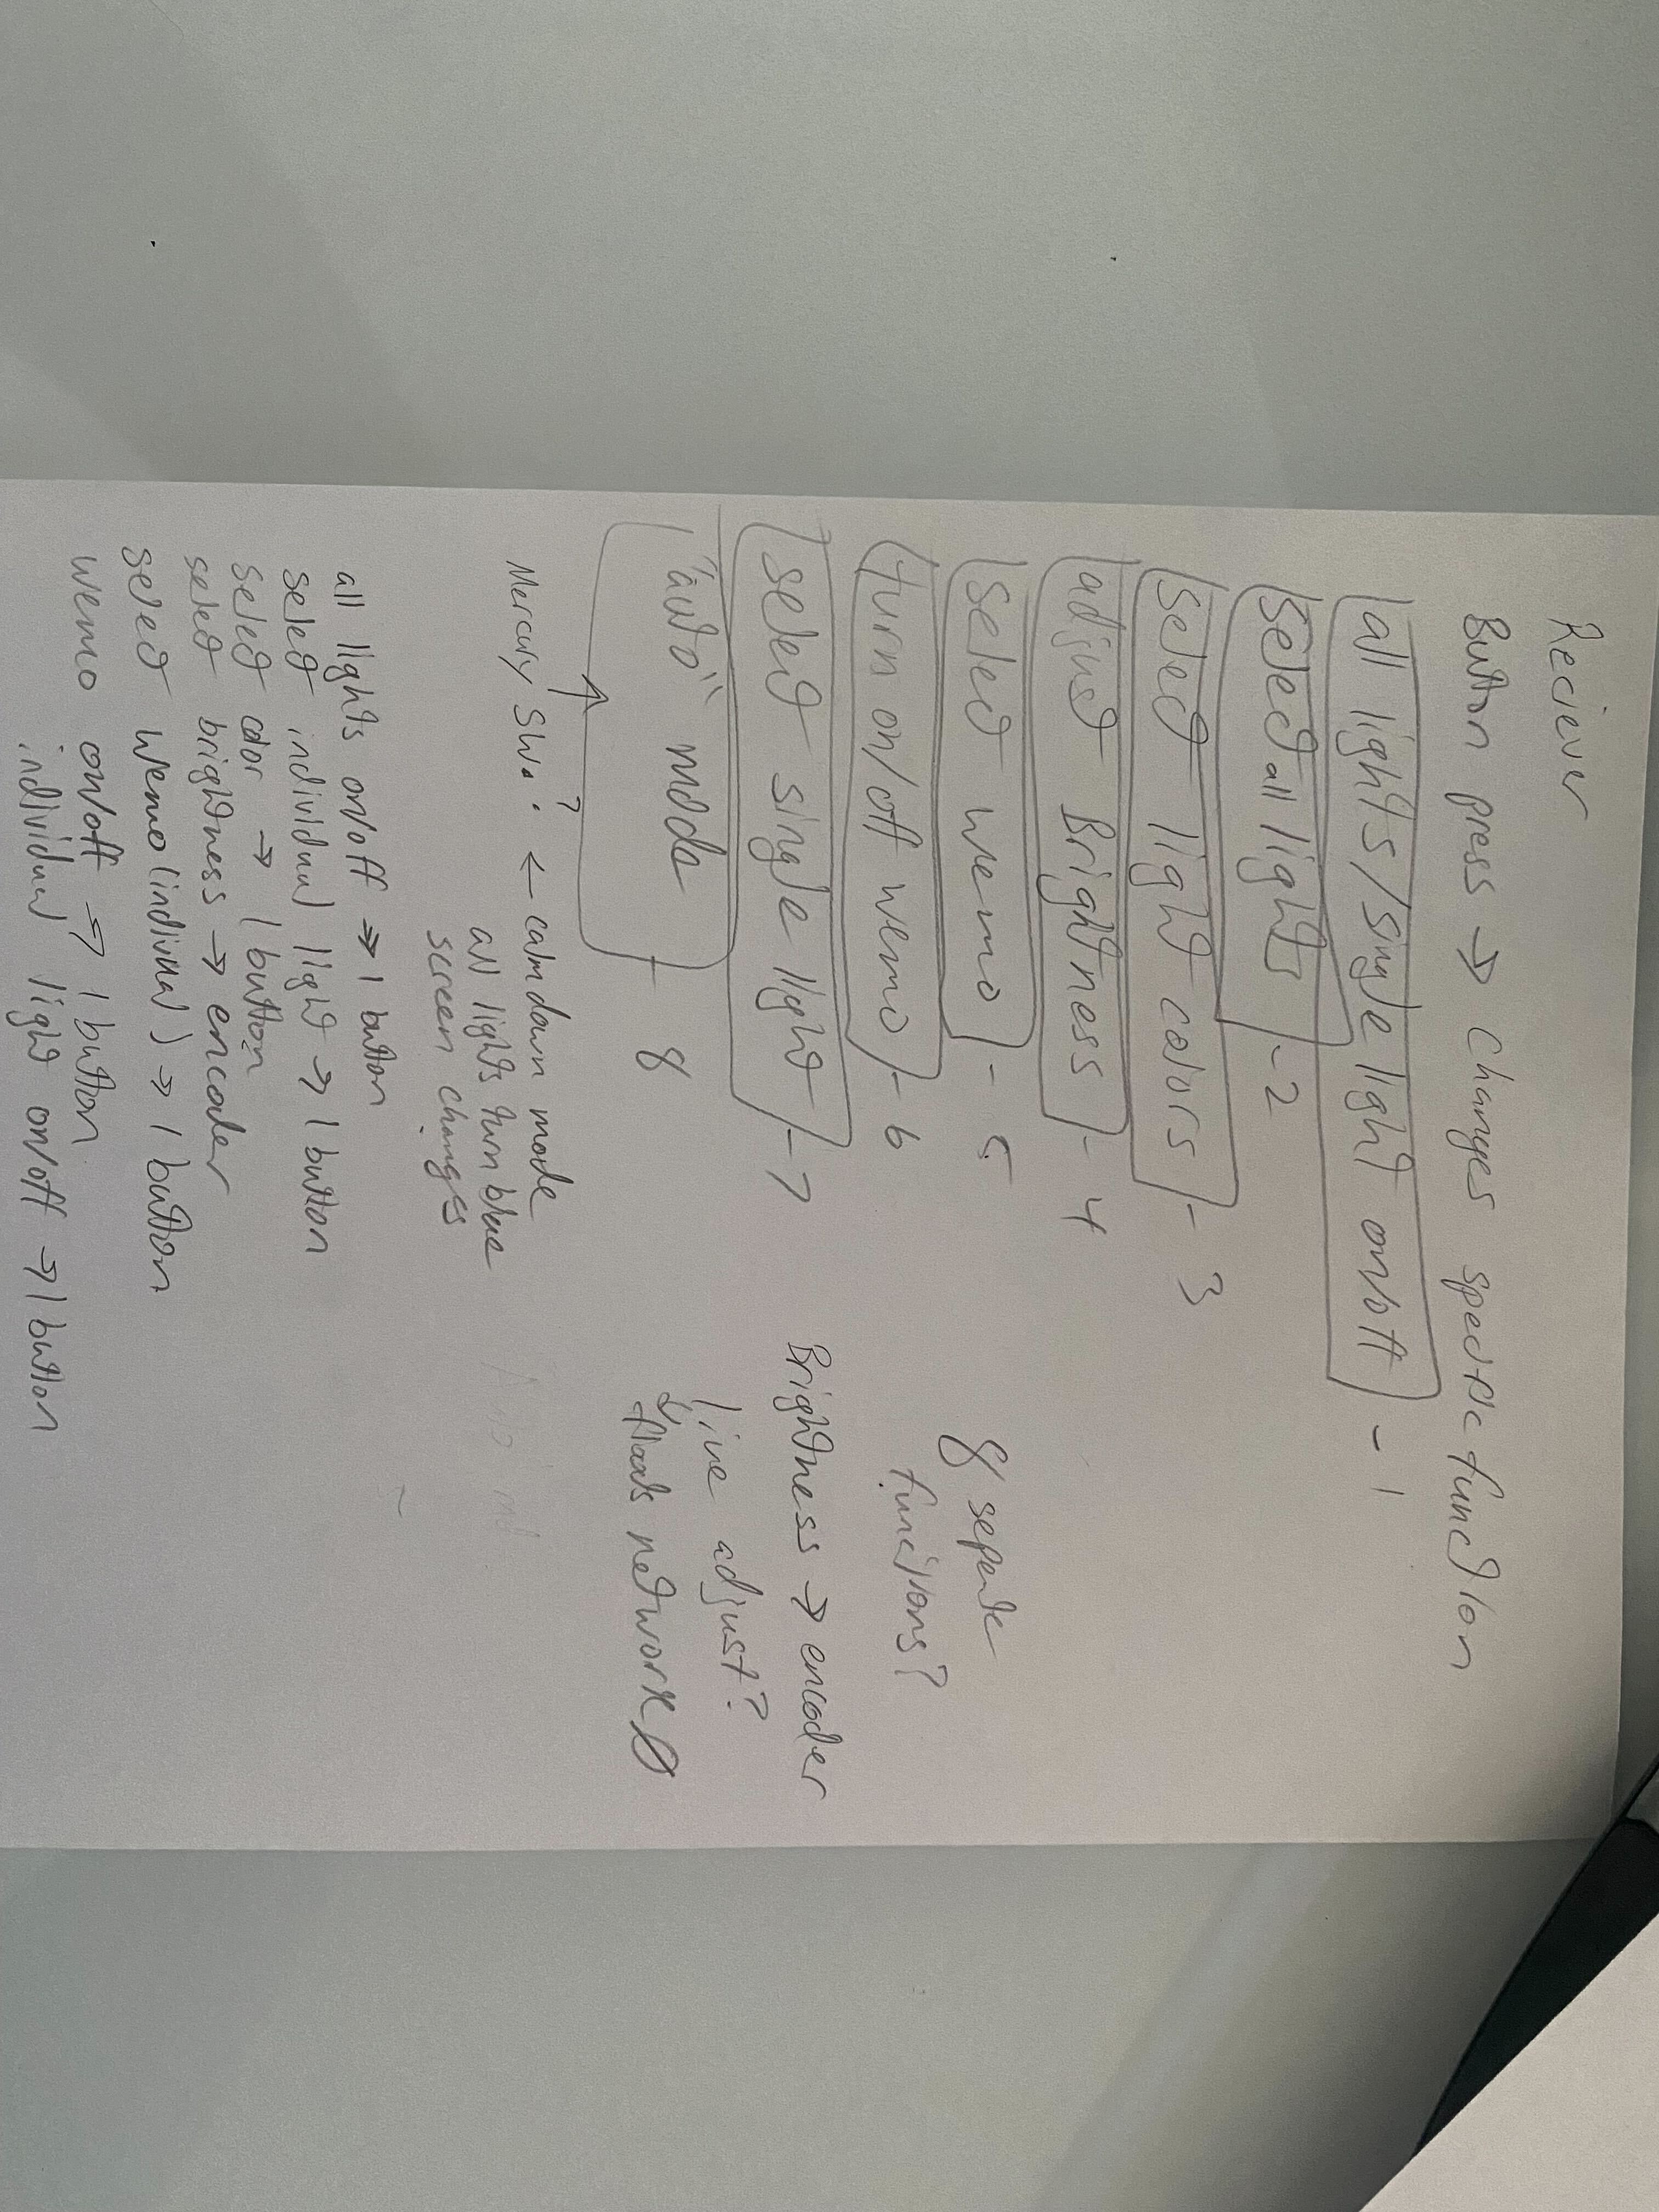 Reciever
Button press → changes specific function
all lights/single light on/off - 1
select all lights - 2
select light colors - 3
adjust Brightness - 4
select wemo - 5
turn on/off wemo - 6
select single light - 7
"auto" mode - 8
8 separate
functions?
Brightness → encoder
live adjust?
floods network
Mercury Sw.? ← calm down mode
all lights turn blue
screen changes
all lights on/off → 1 button
select individual light → 1 button
select color → 1 button
select brightness → encoder
select wemo (individual) → 1 button
wemo on/off → 1 button
individual light on/off → 1 button